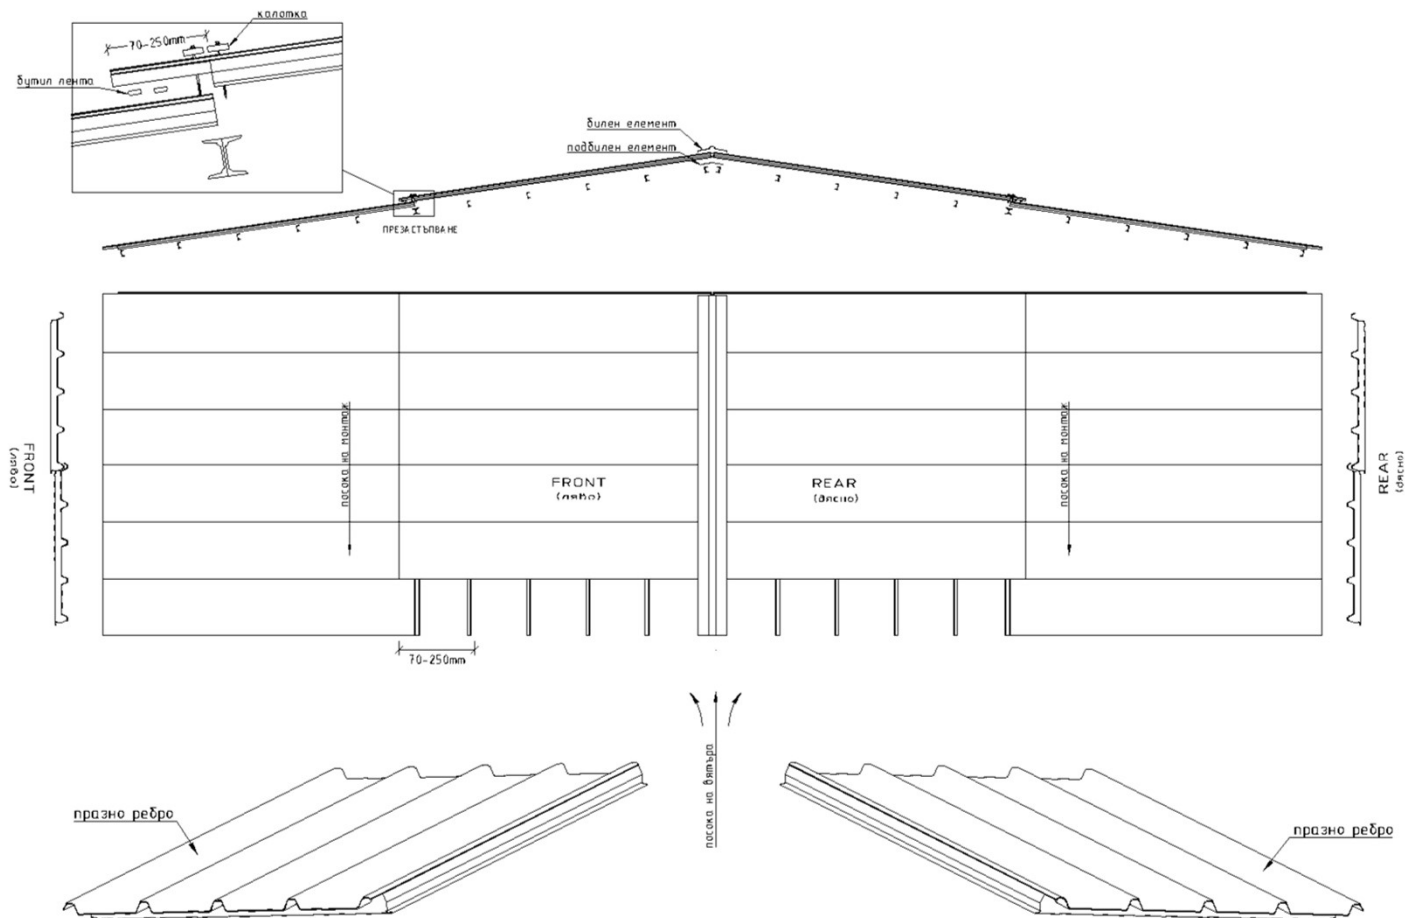 калотка
70-250mm
бутил лента
билен елемент
подбилен елемент
ПРЕЗАСТЪПВАНЕ
FRONT
(ляво)
посока на монтаж
FRONT
(ляво)
REAR
(дясно)
посока на монтаж
REAR
(дясно)
70-250mm
посока на вятъра
празно ребро
празно ребро